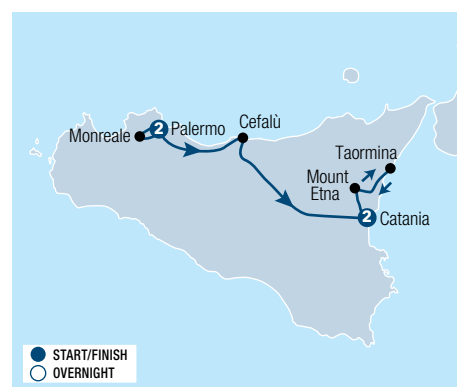 Monreale
2
Palermo
Cefalù
Taormina
Mount
Etna
2
Catania
START/FINISH
OVERNIGHT